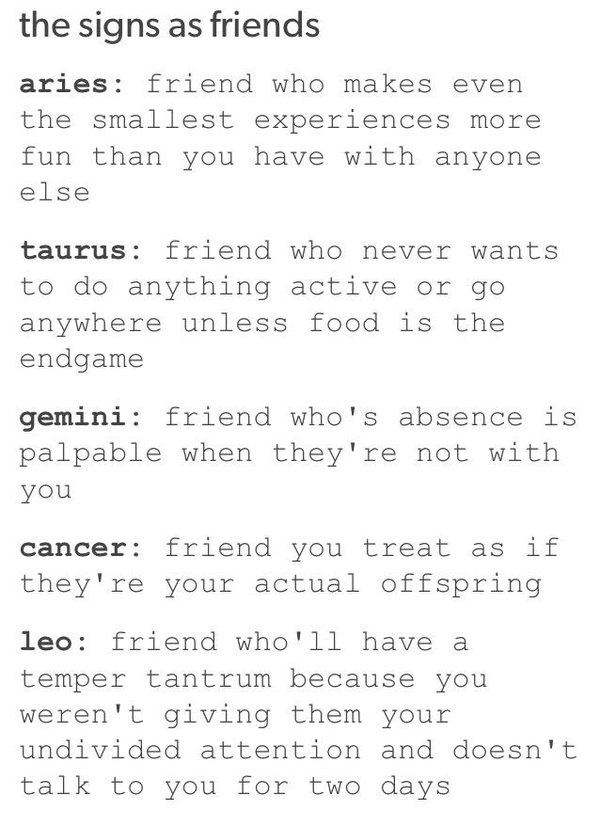 the signs as friends
aries: friend who makes even
the smallest experiences more
fun than you have with anyone
else
taurus: friend who never wants
to do anything active or go
anywhere unless food is the
endgame
gemini: friend who's absence is
palpable when they're not with
you
cancer: friend you treat as if
they're your actual offspring
leo: friend who'll have a
temper tantrum because you
weren't giving them your
undivided attention and doesn't
talk to you for two days